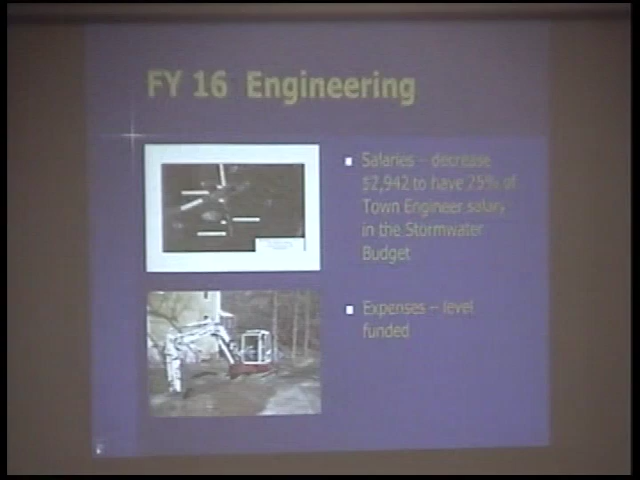 FY 16 Engineering
Salaries – decrease
$2,942 to have 25% of
Town Engineer salary
in the Stormwater
Budget
Expenses – level
funded